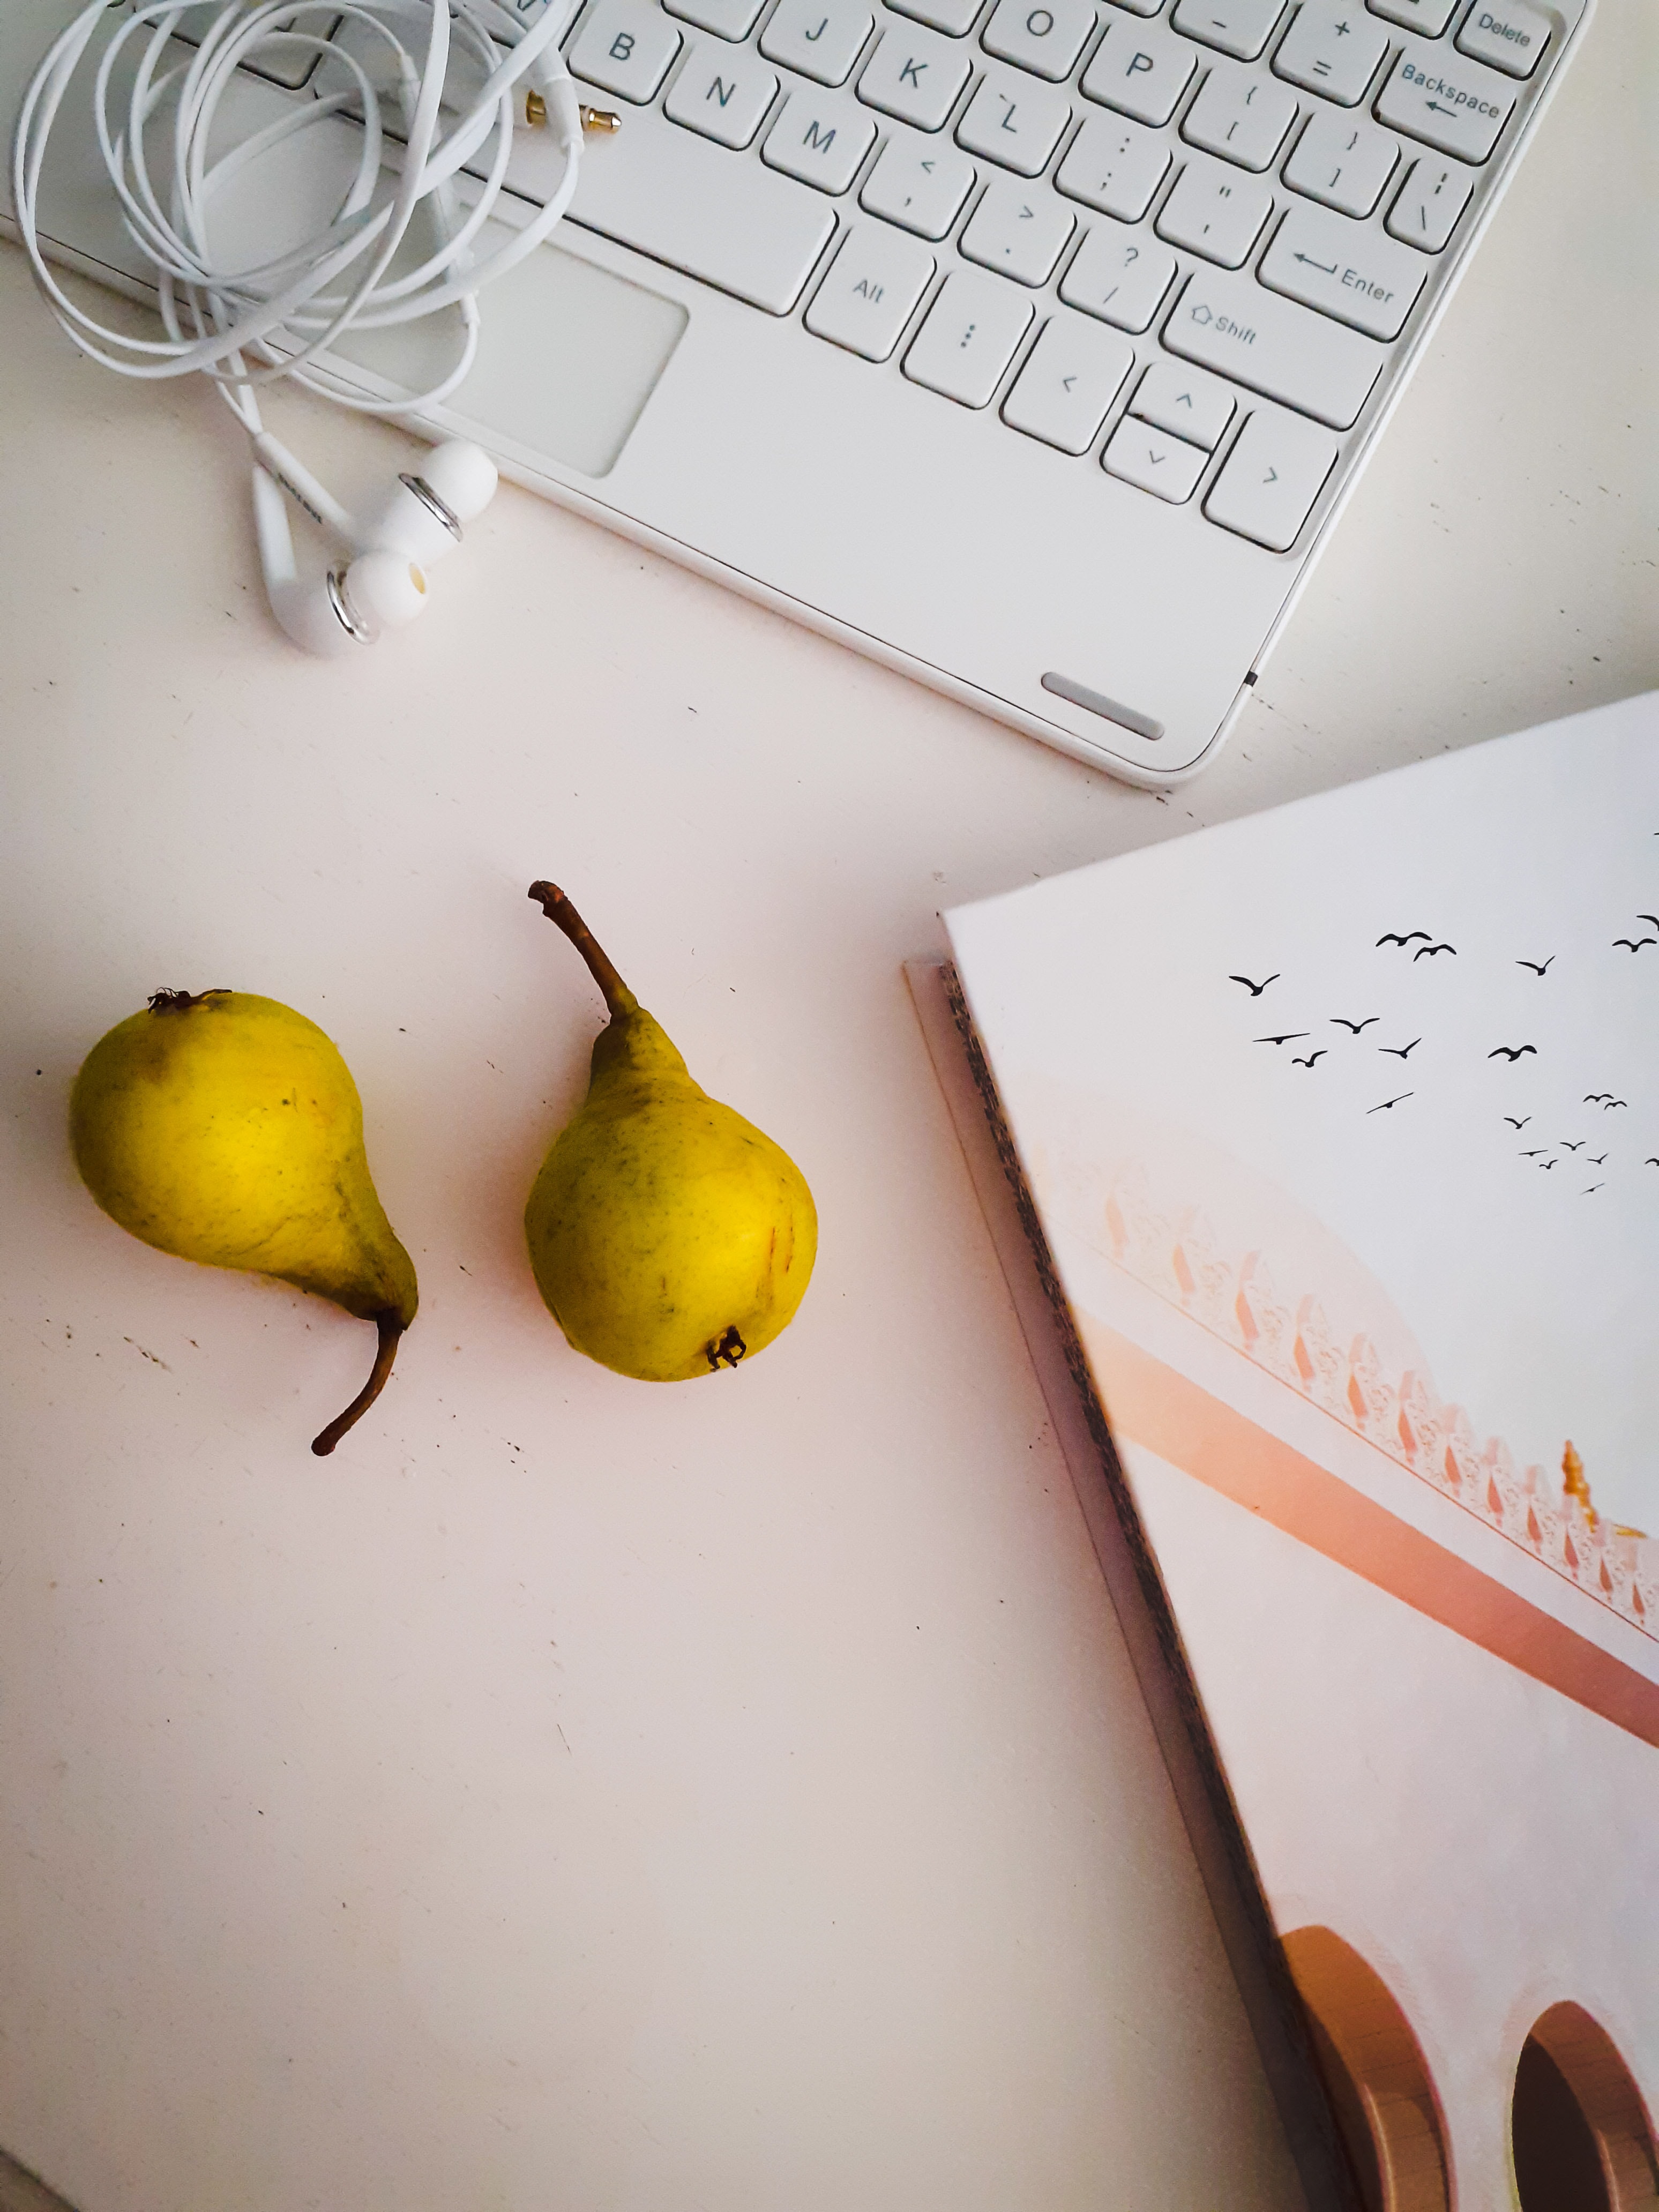 Delete
_ + = Backspace ←
O P { [ } ] ¦ \
J K L : ; " ' ← Enter
B N M < , > . ? / ⇧ Shift
Alt ⋮ < ^ v >